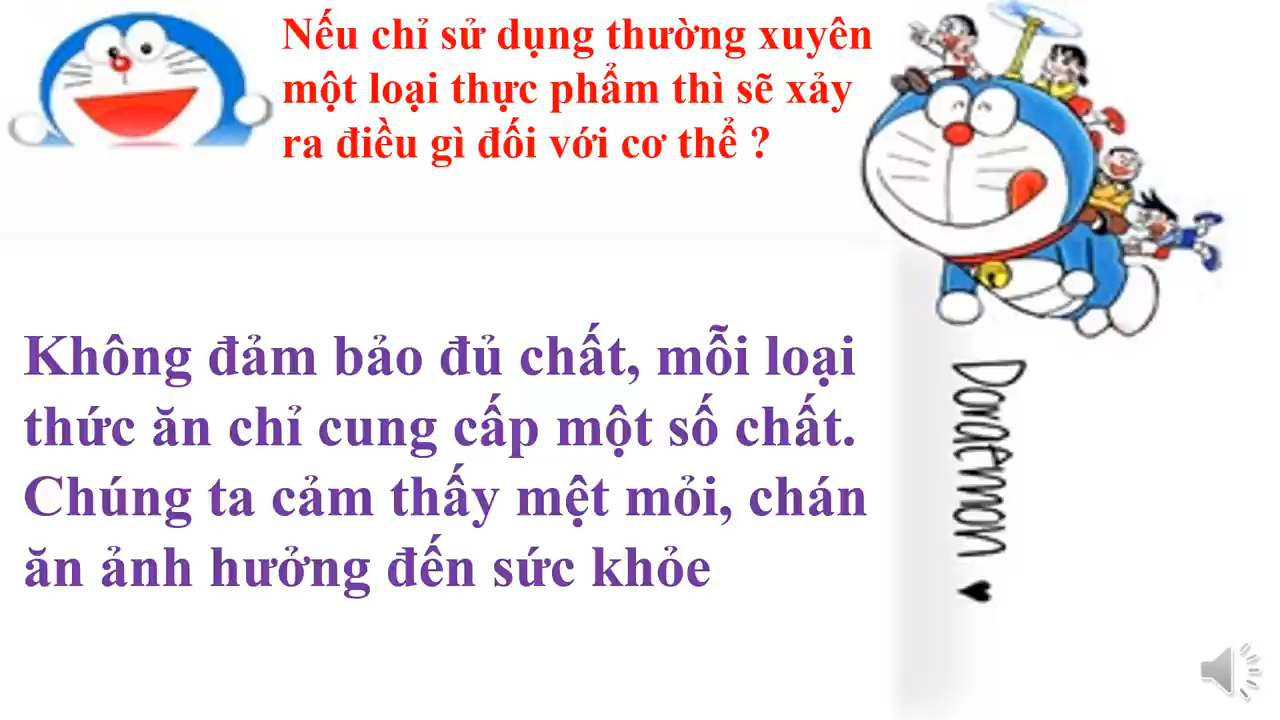 Nếu chỉ sử dụng thường xuyên
một loại thực phẩm thì sẽ xảy
ra điều gì đối với cơ thể ?
Không đảm bảo đủ chất, mỗi loại
thức ăn chỉ cung cấp một số chất.
Chúng ta cảm thấy mệt mỏi, chán
ăn ảnh hưởng đến sức khỏe
Doraemon ♥